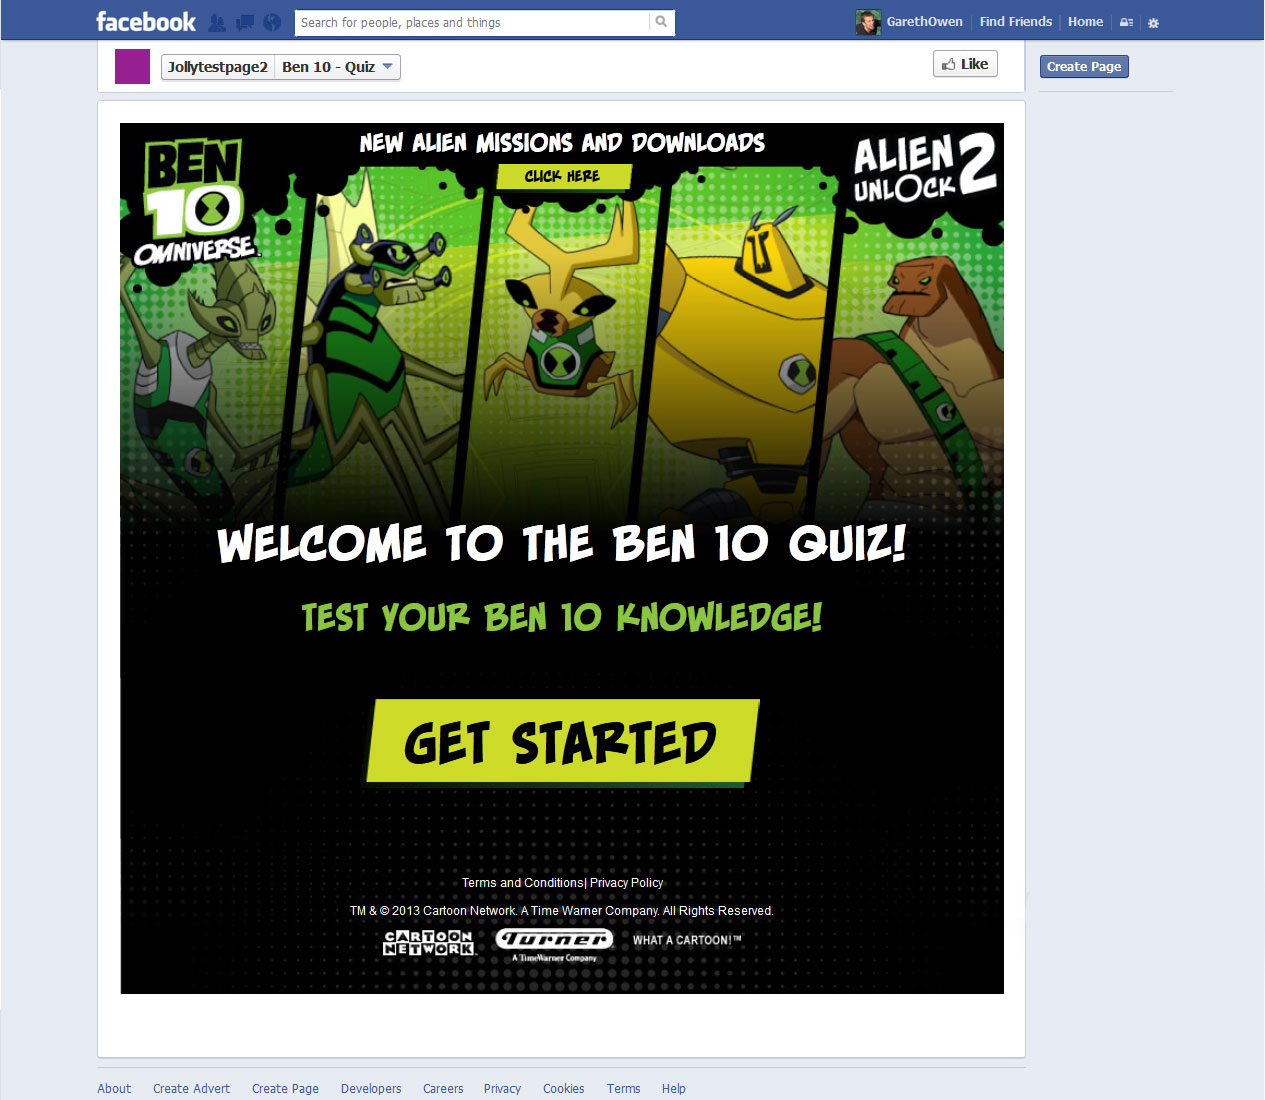 facebook
Search for people, places and things
GarethOwen Find Friends Home
Jollytestpage2 Ben 10 - Quiz
Like
Create Page
BEN
10
OMNIVERSE
NEW ALIEN MISSIONS AND DOWNLOADS
CLICK HERE
ALIEN
UNLOCK 2
WELCOME TO THE BEN 10 QUIZ!
TEST YOUR BEN 10 KNOWLEDGE!
GET STARTED
Terms and Conditions| Privacy Policy
TM & © 2013 Cartoon Network. A Time Warner Company. All Rights Reserved.
CARTOON
NETWORK
Turner
A TimeWarner Company
WHAT A CARTOON!™
About Create Advert Create Page Developers Careers Privacy Cookies Terms Help